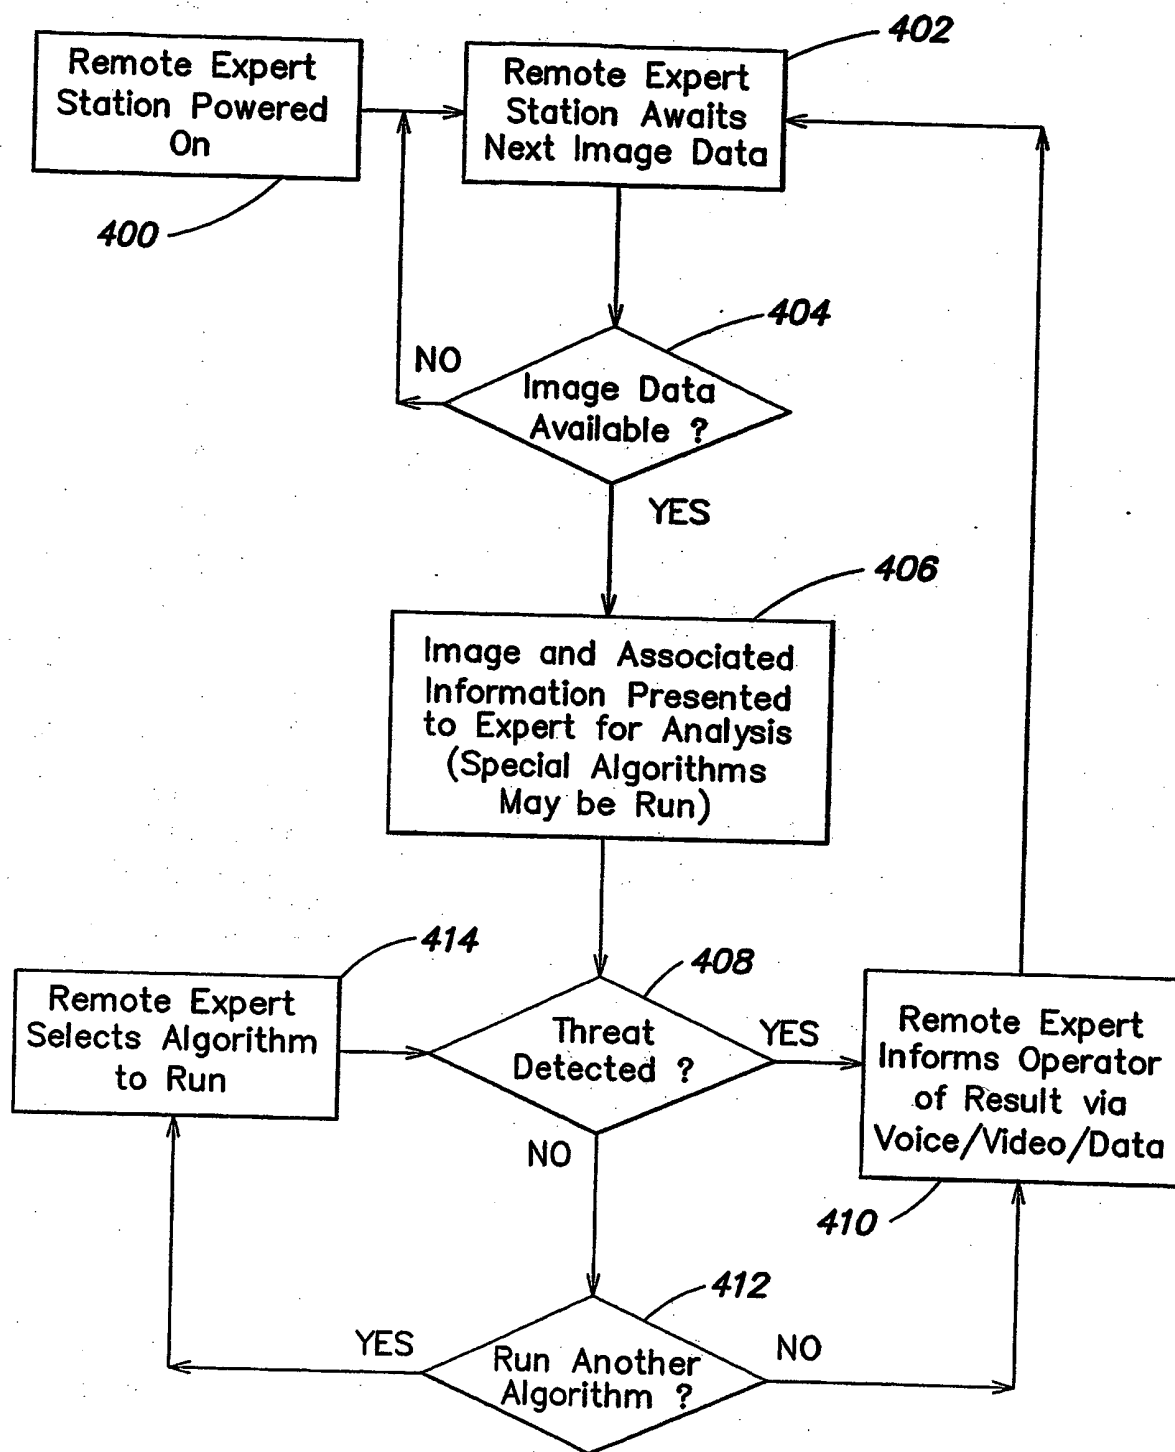 Remote Expert
Station Powered
On
400
Remote Expert
Station Awaits
Next Image Data
402
404
NO
Image Data
Available ?
YES
406
Image and Associated
Information Presented
to Expert for Analysis
(Special Algorithms
May be Run)
414
Remote Expert
Selects Algorithm
to Run
408
Threat
Detected ?
YES
NO
Remote Expert
Informs Operator
of Result via
Voice/Video/Data
410
412
YES
Run Another
Algorithm ?
NO